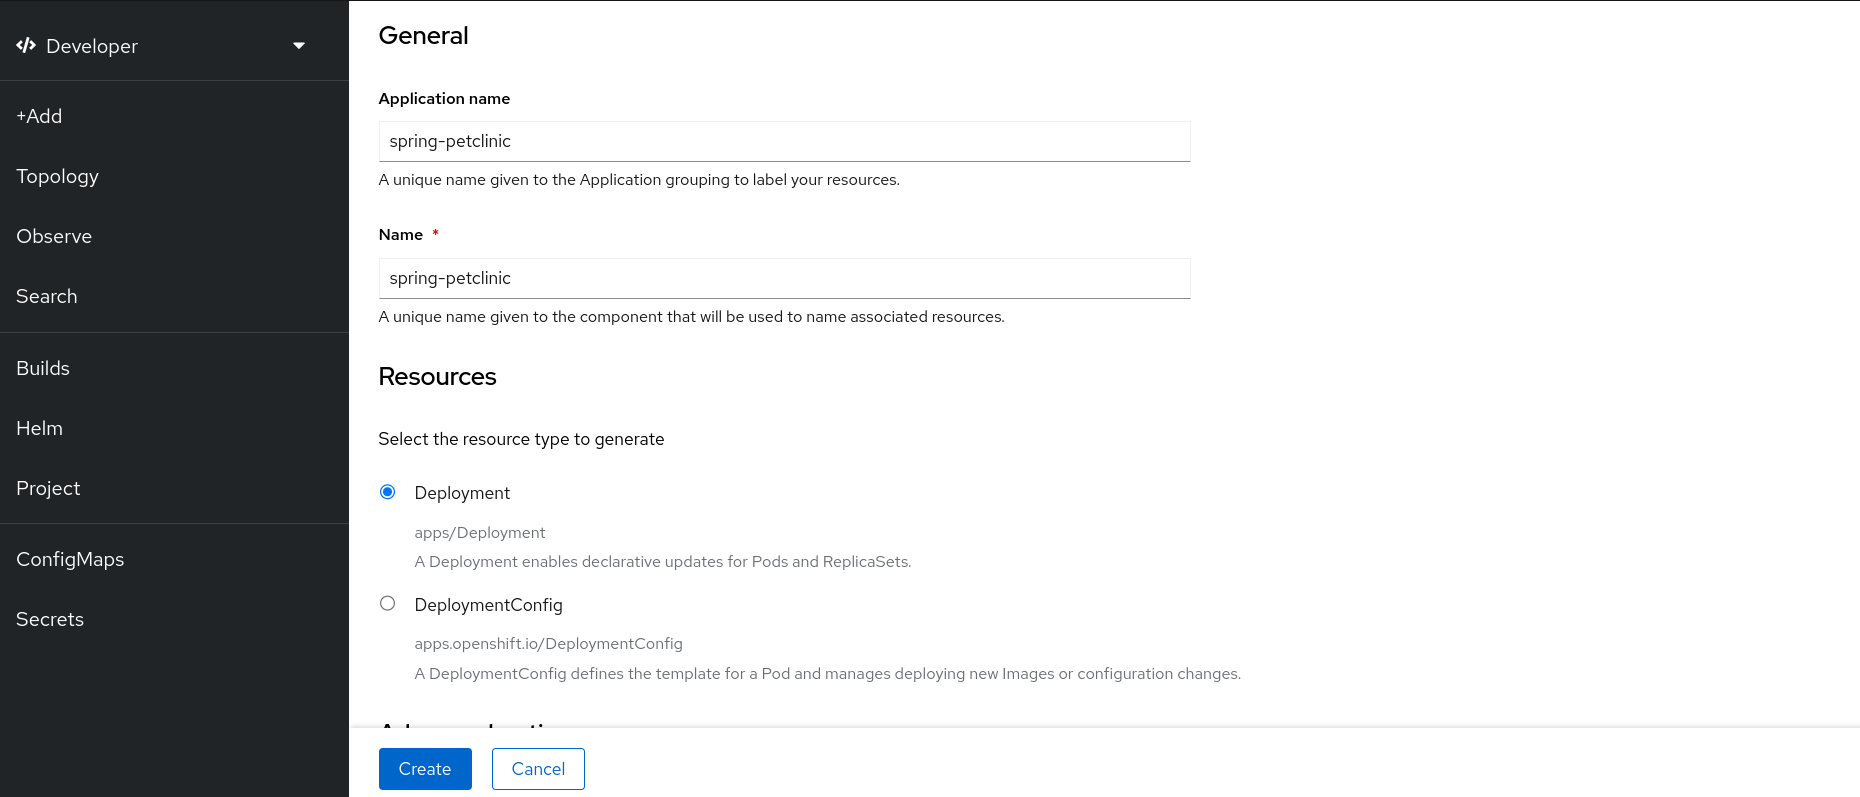 Developer
+Add
Topology
Observe
Search
Builds
Helm
Project
ConfigMaps
Secrets
General
Application name
spring-petclinic
A unique name given to the Application grouping to label your resources.
Name *
spring-petclinic
A unique name given to the component that will be used to name associated resources.
Resources
Select the resource type to generate
Deployment
apps/Deployment
A Deployment enables declarative updates for Pods and ReplicaSets.
DeploymentConfig
apps.openshift.io/DeploymentConfig
A DeploymentConfig defines the template for a Pod and manages deploying new Images or configuration changes.
Create
Cancel